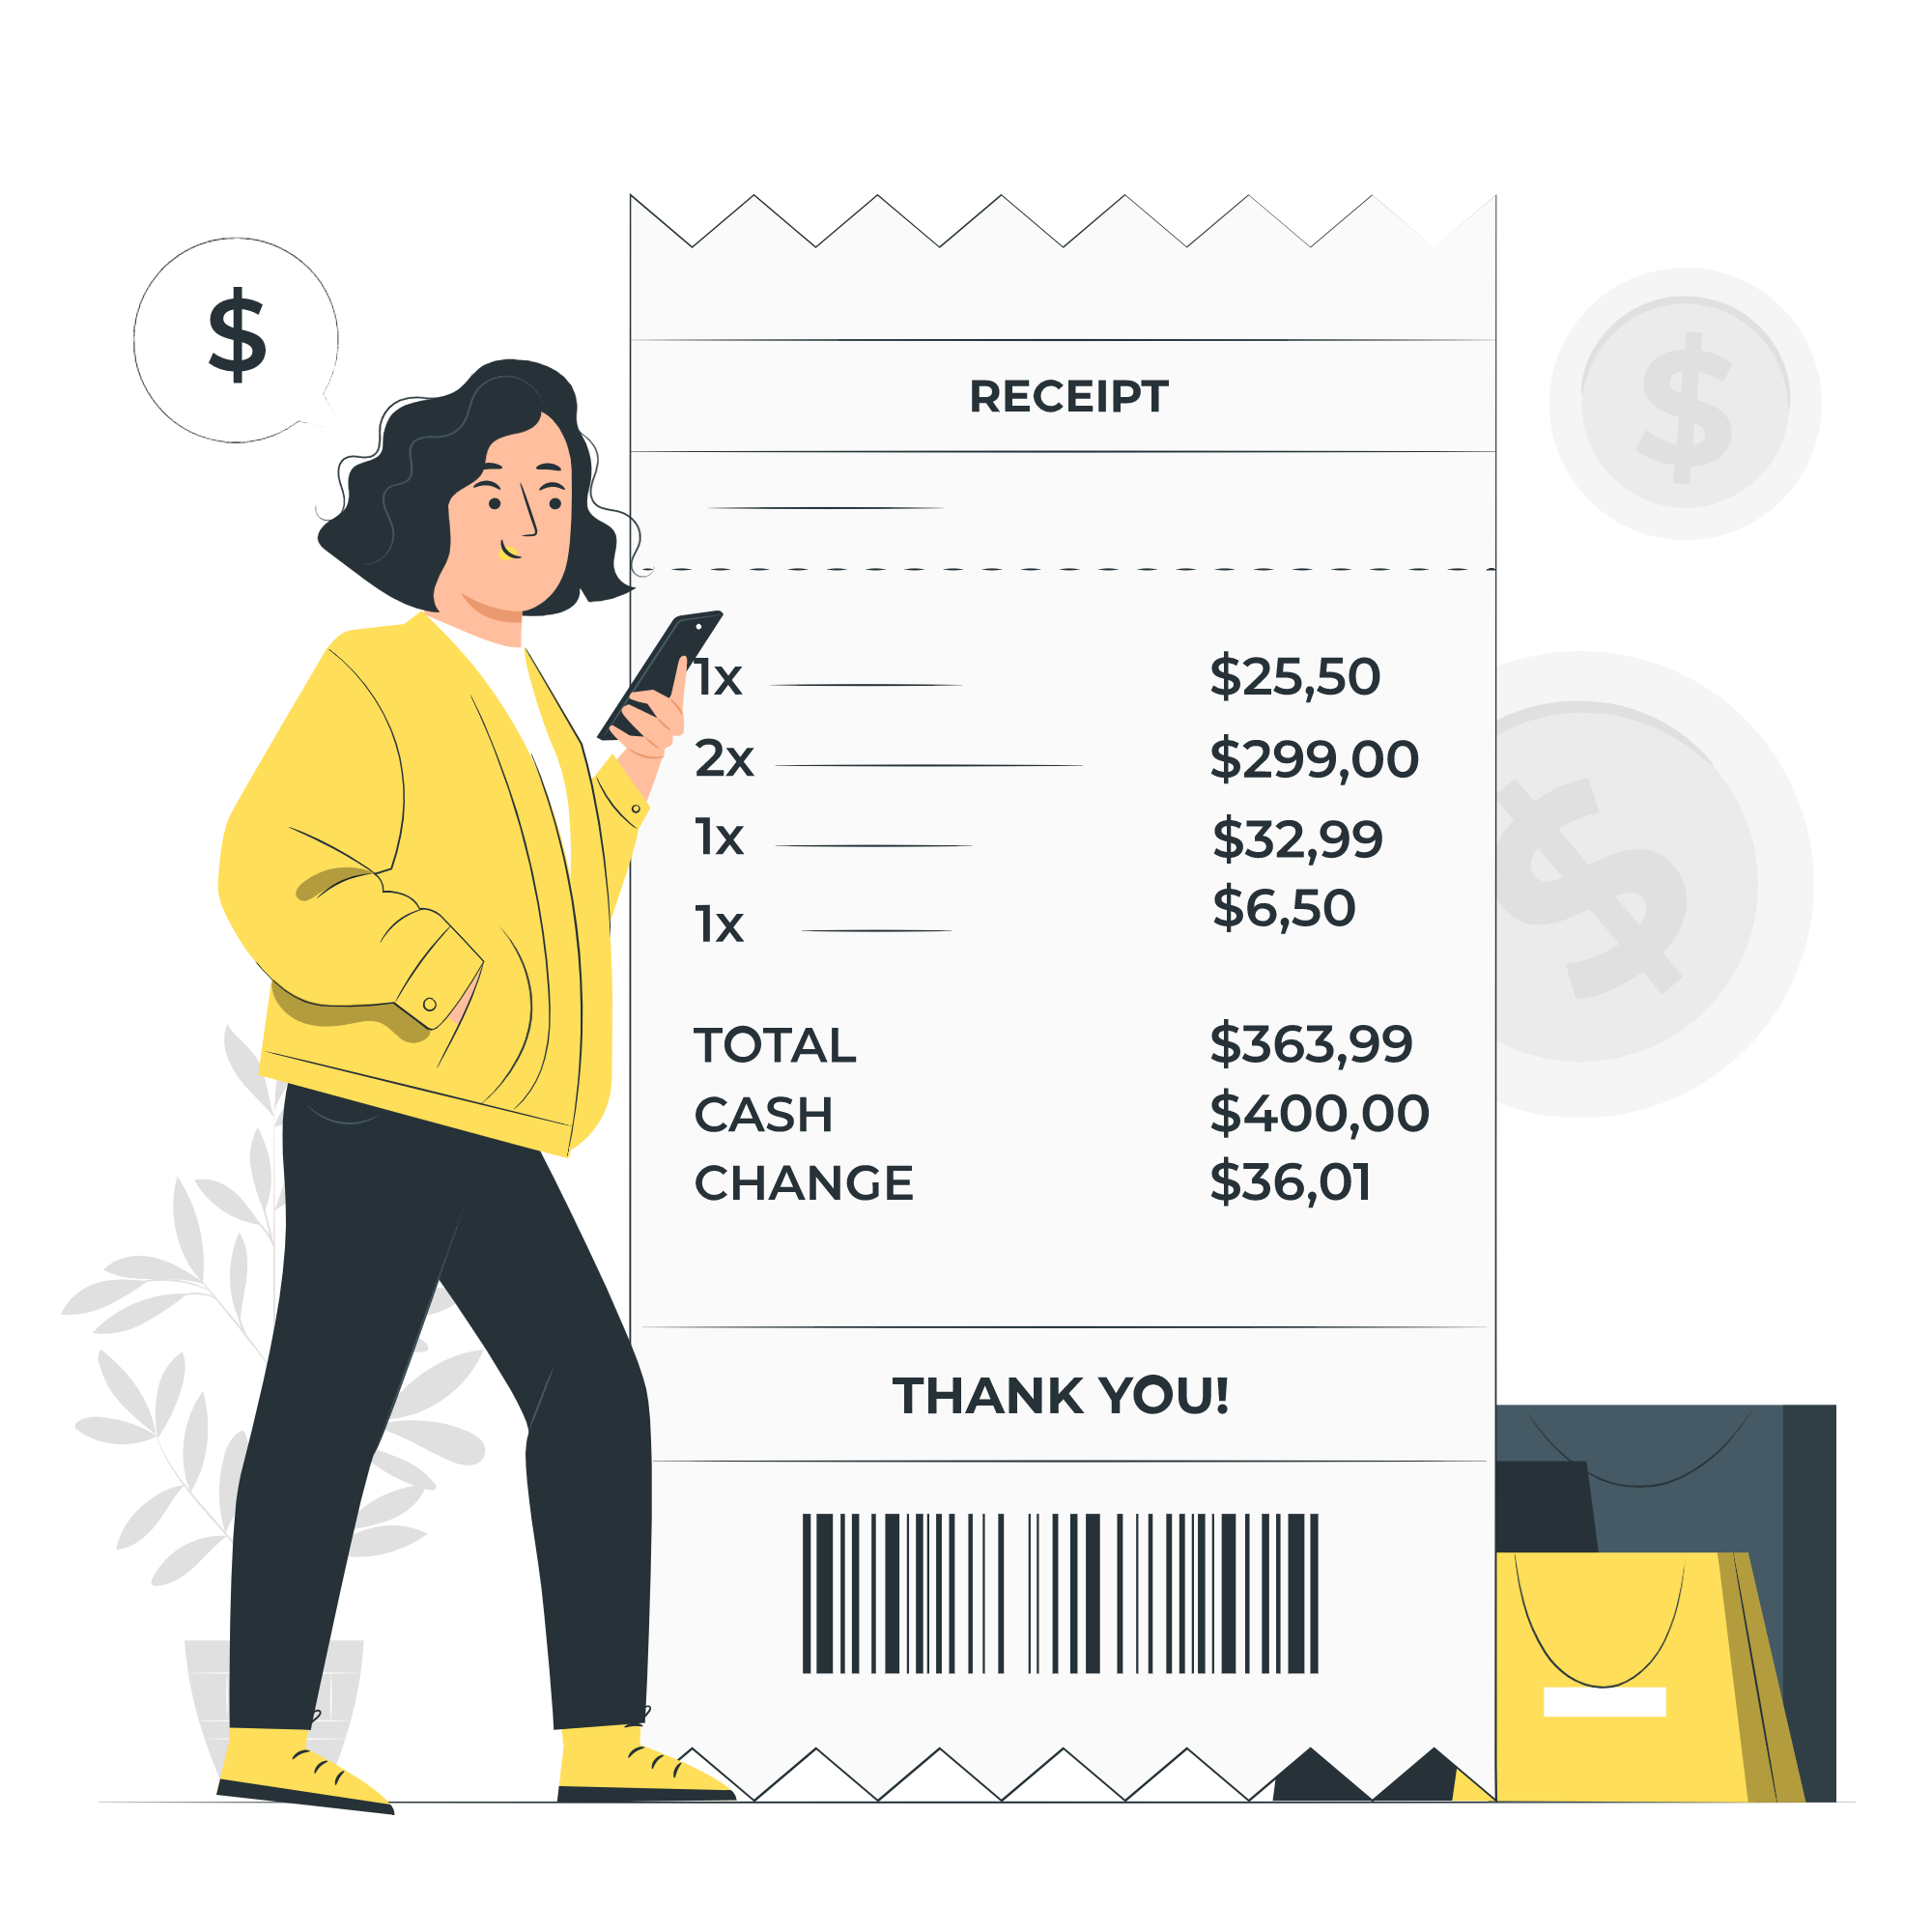 $
RECEIPT
1x $25,50
2x $299,00
1x $32,99
1x $6,50
TOTAL $363,99
CASH $400,00
CHANGE $36,01
THANK YOU!
$
$